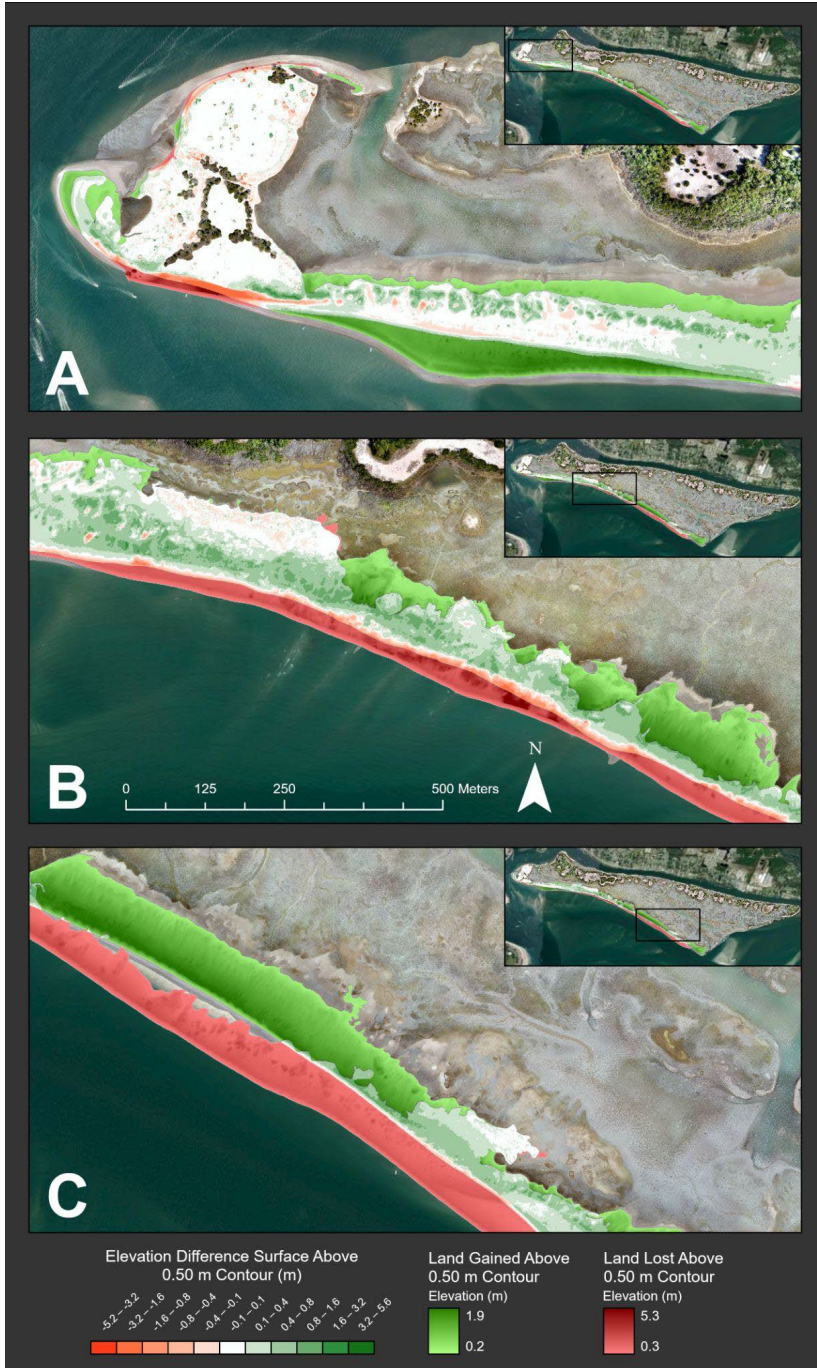 A
B
0 125 250 500 Meters
N
C
Elevation Difference Surface Above
0.50 m Contour (m)
-5.2 – -3.2
-3.2 – -1.6
-1.6 – -0.8
-0.8 – -0.4
-0.4 – -0.1
-0.1 – 0.1
0.1 – 0.4
0.4 – 0.8
0.8 – 1.6
1.6 – 3.2
3.2 – 5.6
Land Gained Above
0.50 m Contour
Elevation (m)
1.9
0.2
Land Lost Above
0.50 m Contour
Elevation (m)
5.3
0.3